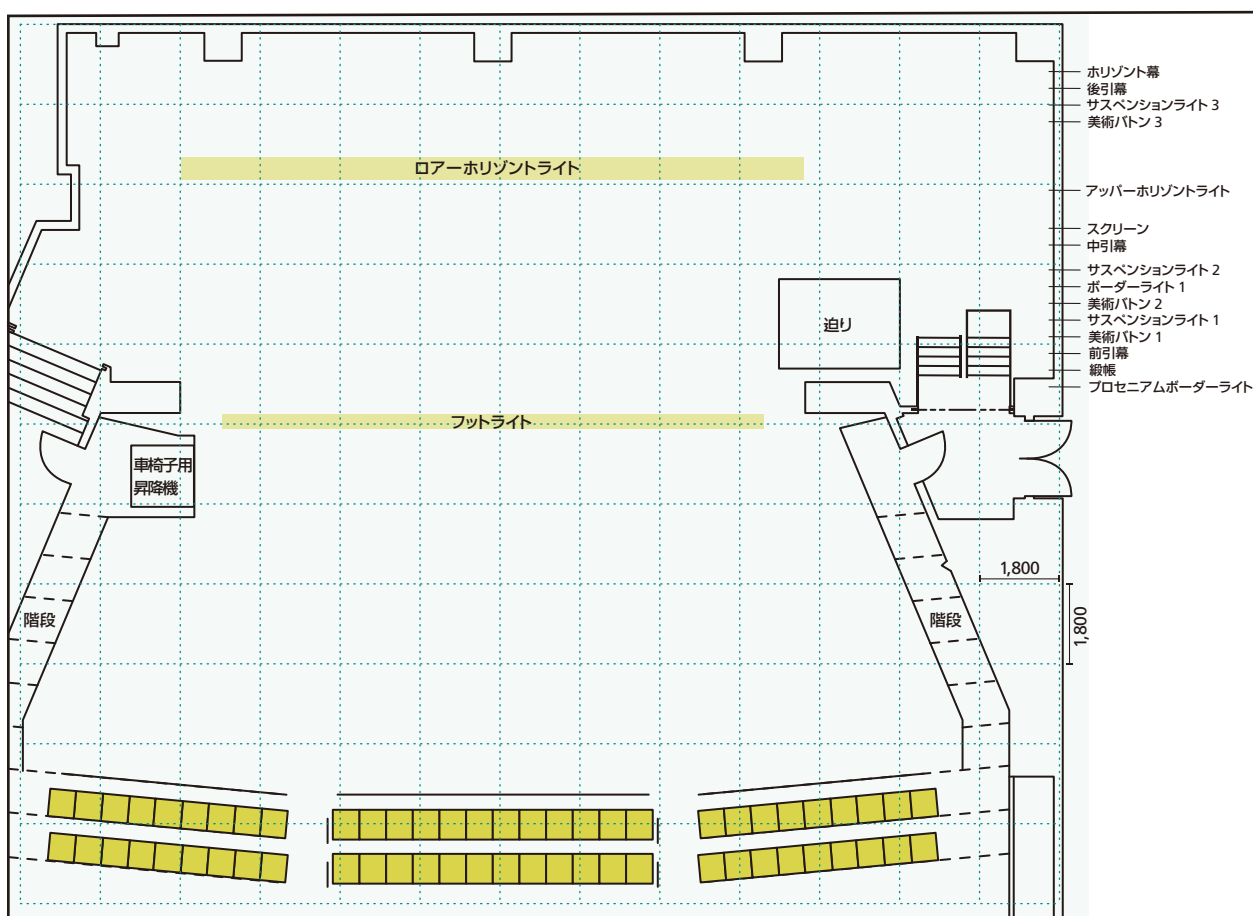 ホリゾント幕
後引幕
サスペンションライト 3
美術バトン 3
ロアーホリゾントライト
アッパーホリゾントライト
スクリーン
中引幕
サスペンションライト 2
ボーダーライト 1
美術バトン 2
サスペンションライト 1
美術バトン 1
前引幕
緞帳
プロセニアムボーダーライト
迫り
フットライト
車椅子用
昇降機
1,800
1,800
階段
階段